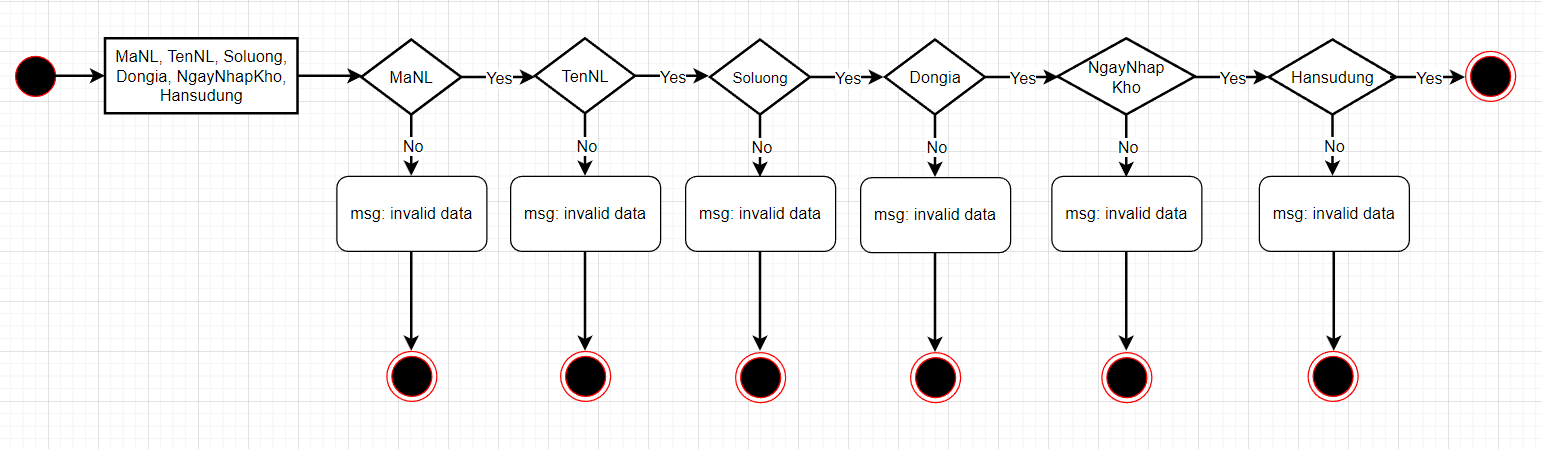 MaNL, TenNL, Soluong,
Dongia, NgayNhapKho,
Hansudung
MaNL
Yes
TenNL
Yes
Soluong
Yes
Dongia
Yes
NgayNhap
Kho
Yes
Hansudung
Yes
No
No
No
No
No
No
msg: invalid data
msg: invalid data
msg: invalid data
msg: invalid data
msg: invalid data
msg: invalid data